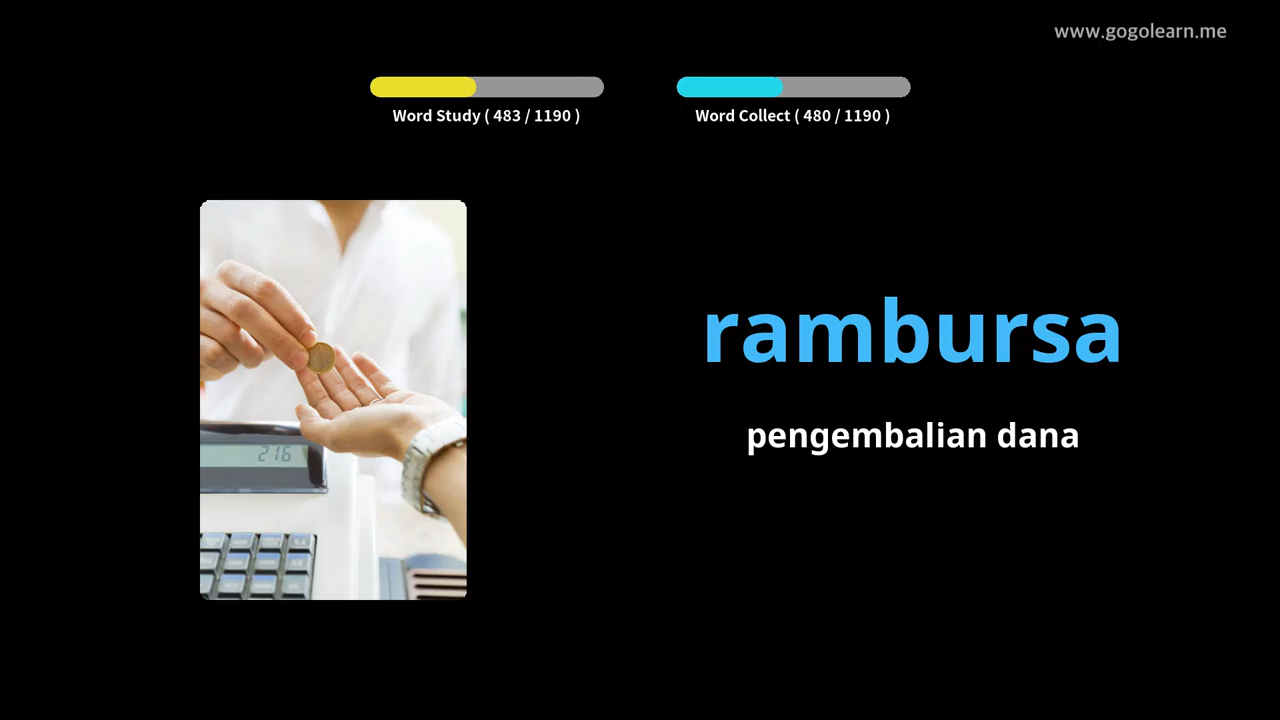 www.gogolearn.me
Word Study ( 483 / 1190 )
Word Collect ( 480 / 1190 )
rambursa
pengembalian dana
216